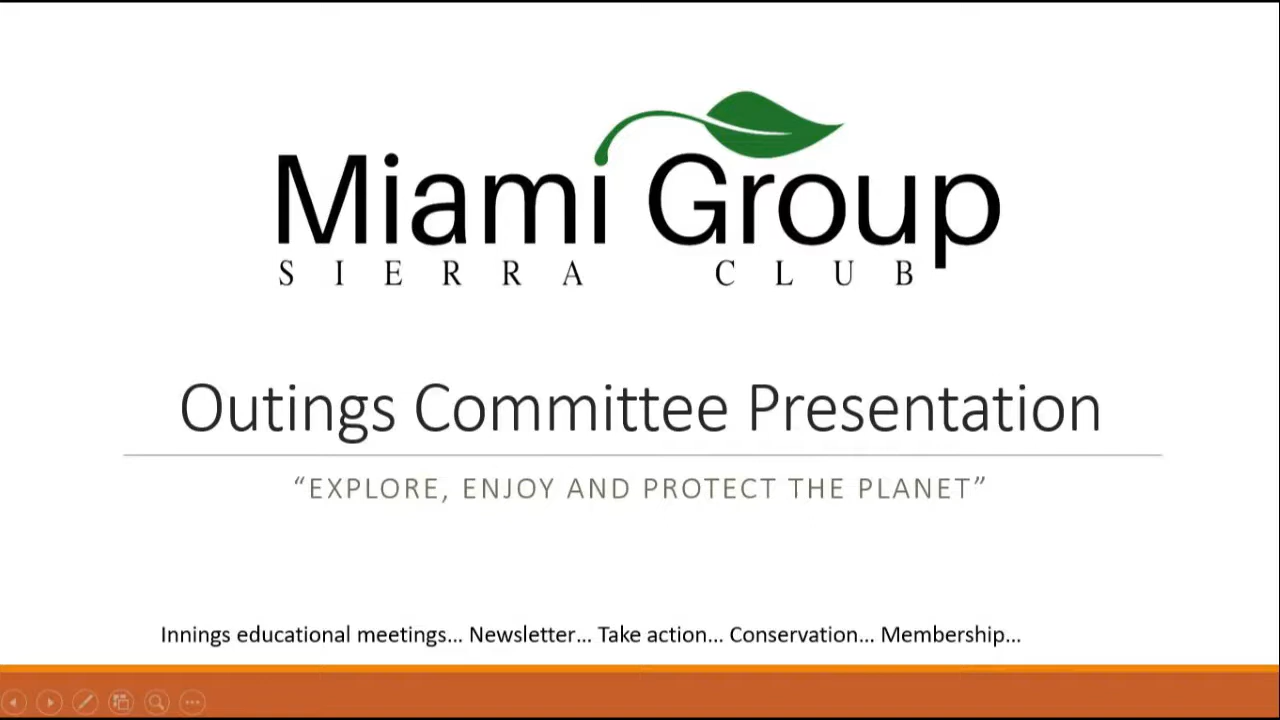 Miami Group
SIERRA CLUB
Outings Committee Presentation
“EXPLORE, ENJOY AND PROTECT THE PLANET”
Innings educational meetings... Newsletter... Take action... Conservation... Membership...